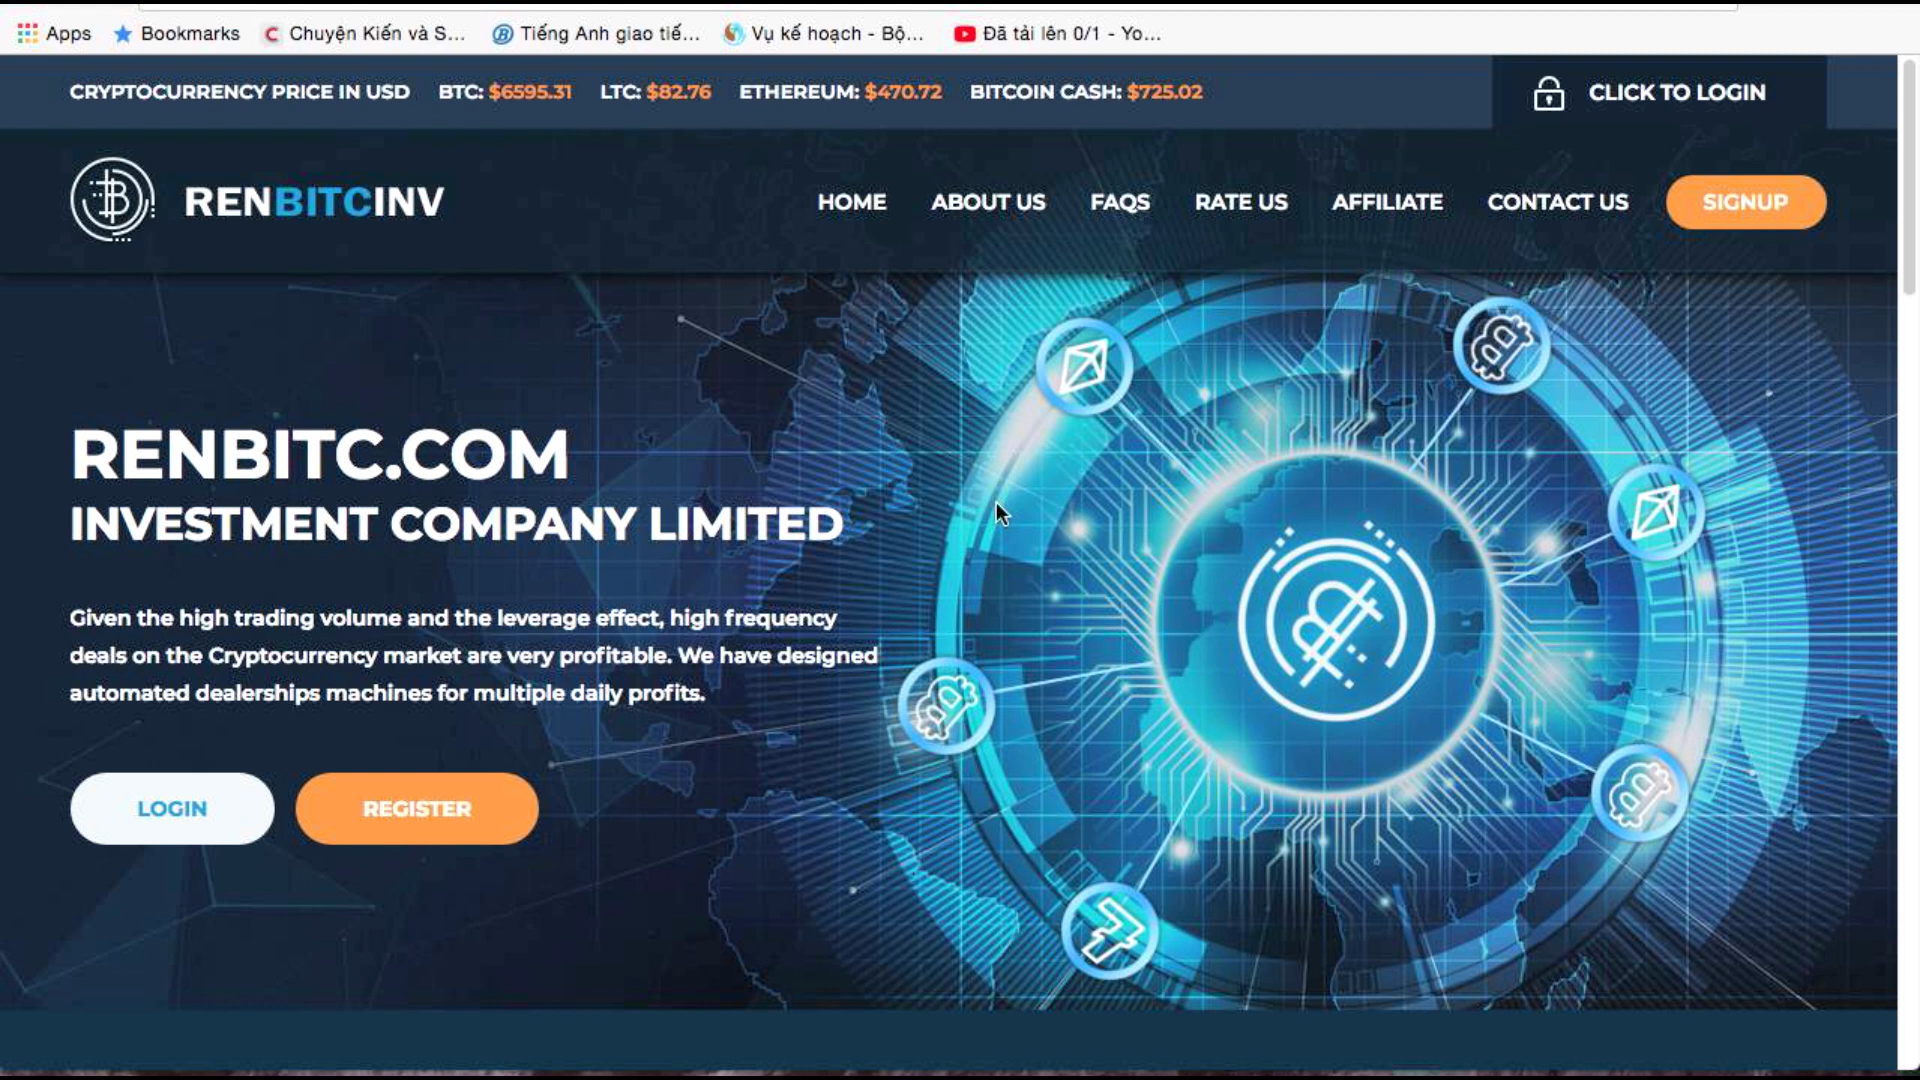 Apps Bookmarks Chuyện Kiến và S... Tiếng Anh giao tiế... Vụ kế hoạch - Bộ... Đã tải lên 0/1 - Yo...
CRYPTOCURRENCY PRICE IN USD BTC: $6595.31 LTC: $82.76 ETHEREUM: $470.72 BITCOIN CASH: $725.02 CLICK TO LOGIN
RENBITCINV HOME ABOUT US FAQS RATE US AFFILIATE CONTACT US SIGNUP
RENBITC.COM
INVESTMENT COMPANY LIMITED
Given the high trading volume and the leverage effect, high frequency
deals on the Cryptocurrency market are very profitable. We have designed
automated dealerships machines for multiple daily profits.
LOGIN REGISTER